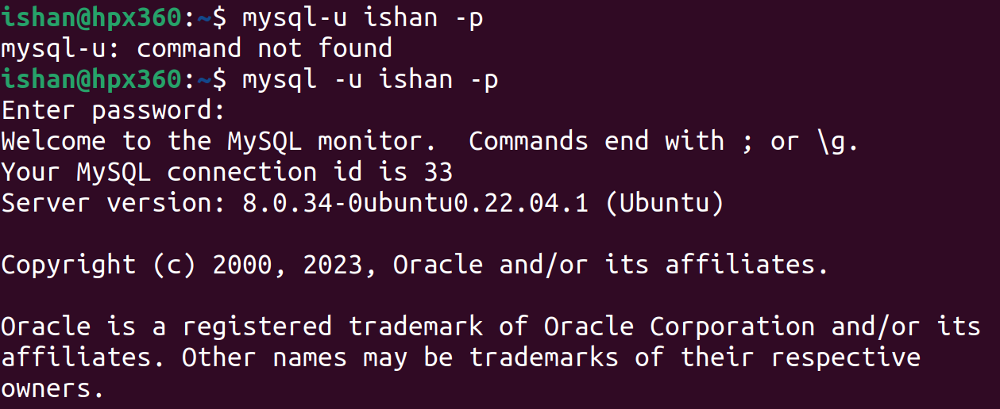 ishan@hpx360:~$ mysql-u ishan -p
mysql-u: command not found
ishan@hpx360:~$ mysql -u ishan -p
Enter password:
Welcome to the MySQL monitor.  Commands end with ; or \g.
Your MySQL connection id is 33
Server version: 8.0.34-0ubuntu0.22.04.1 (Ubuntu)

Copyright (c) 2000, 2023, Oracle and/or its affiliates.

Oracle is a registered trademark of Oracle Corporation and/or its
affiliates. Other names may be trademarks of their respective
owners.